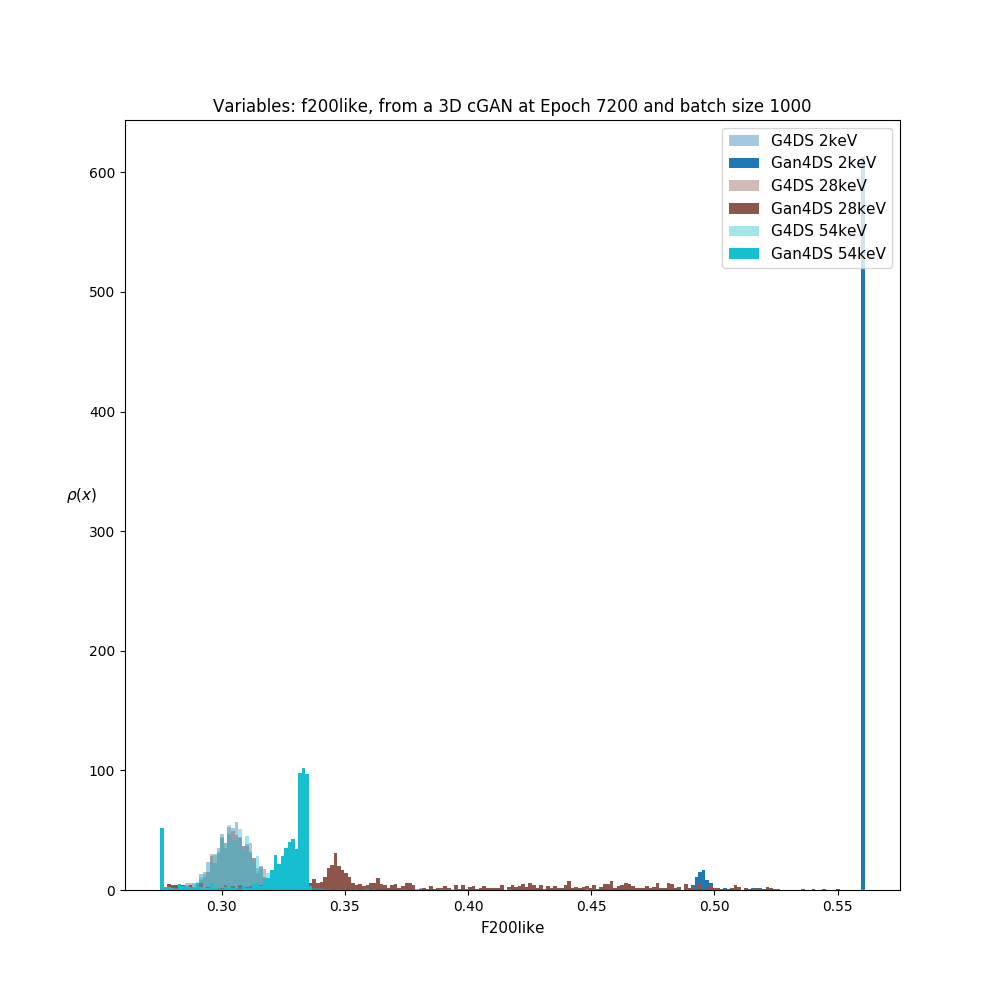 Variables: f200like, from a 3D cGAN at Epoch 7200 and batch size 1000
G4DS 2keV
Gan4DS 2keV
G4DS 28keV
Gan4DS 28keV
G4DS 54keV
Gan4DS 54keV
600
500
400
300
200
100
0
ρ(x)
0.30 0.35 0.40 0.45 0.50 0.55
F200like